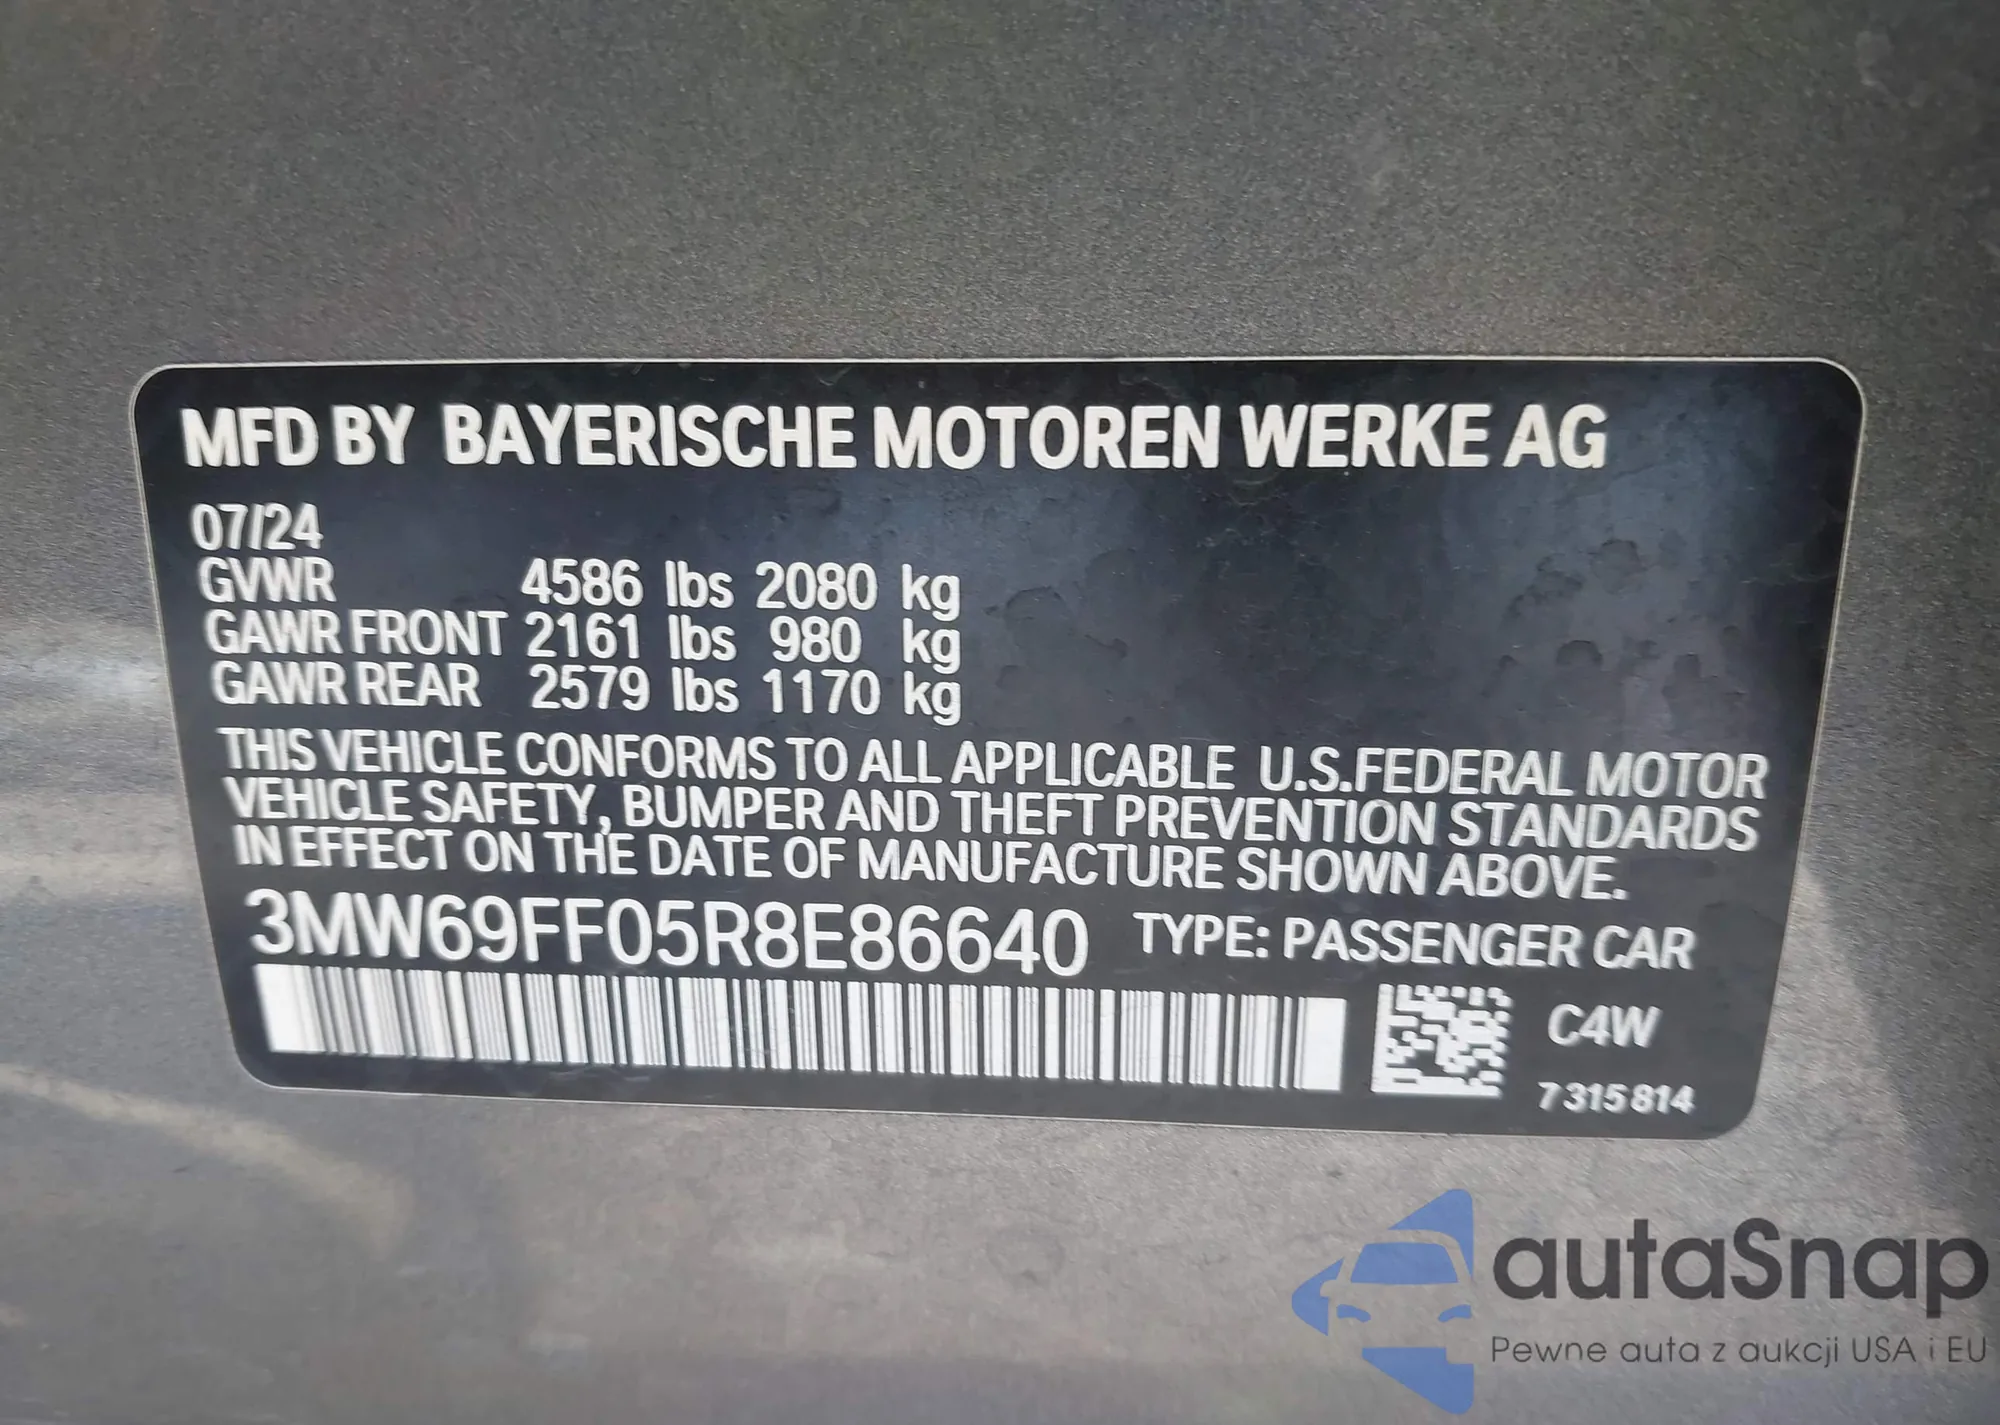 MFD BY BAYERISCHE MOTOREN WERKE AG
07/24
GVWR 4586 lbs 2080 kg
GAWR FRONT 2161 lbs 980 kg
GAWR REAR 2579 lbs 1170 kg
THIS VEHICLE CONFORMS TO ALL APPLICABLE U.S.FEDERAL MOTOR
VEHICLE SAFETY, BUMPER AND THEFT PREVENTION STANDARDS
IN EFFECT ON THE DATE OF MANUFACTURE SHOWN ABOVE.
3MW69FF05R8E86640 TYPE: PASSENGER CAR
C4W
7 315 814
autaSnap
Pewne auta z aukcji USA i EU